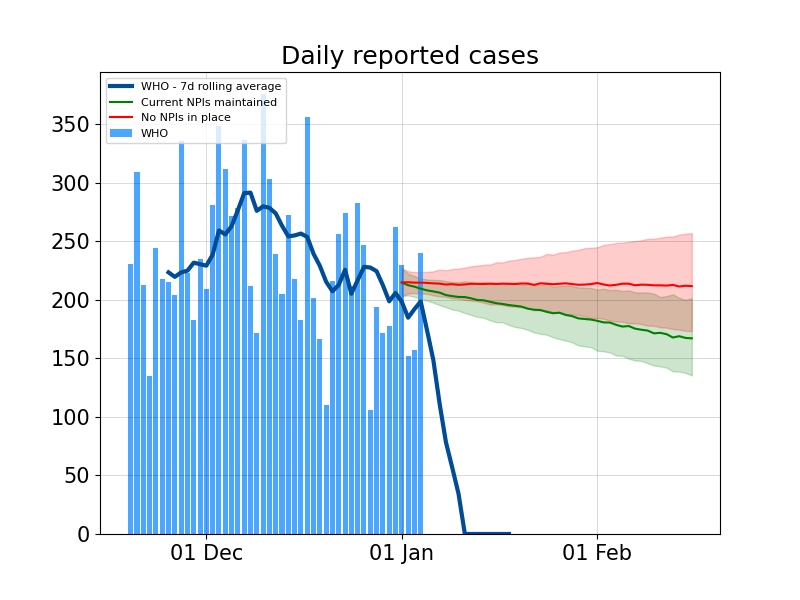 Daily reported cases
WHO - 7d rolling average
Current NPIs maintained
No NPIs in place
WHO
350
300
250
200
150
100
50
0
01 Dec
01 Jan
01 Feb